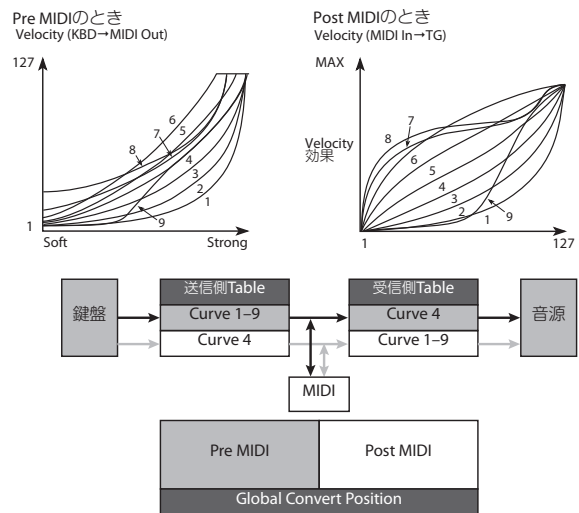 Pre MIDIのとき
Velocity (KBD→MIDI Out)
127
6
5
7
8
4
3
2
1
9
1
Soft
Strong
Post MIDIのとき
Velocity (MIDI In→TG)
MAX
Velocity
効果
8
7
6
5
4
3
2
1
9
1
127
鍵盤
送信側Table
Curve 1–9
Curve 4
受信側Table
Curve 4
Curve 1–9
音源
MIDI
Pre MIDI
Post MIDI
Global Convert Position